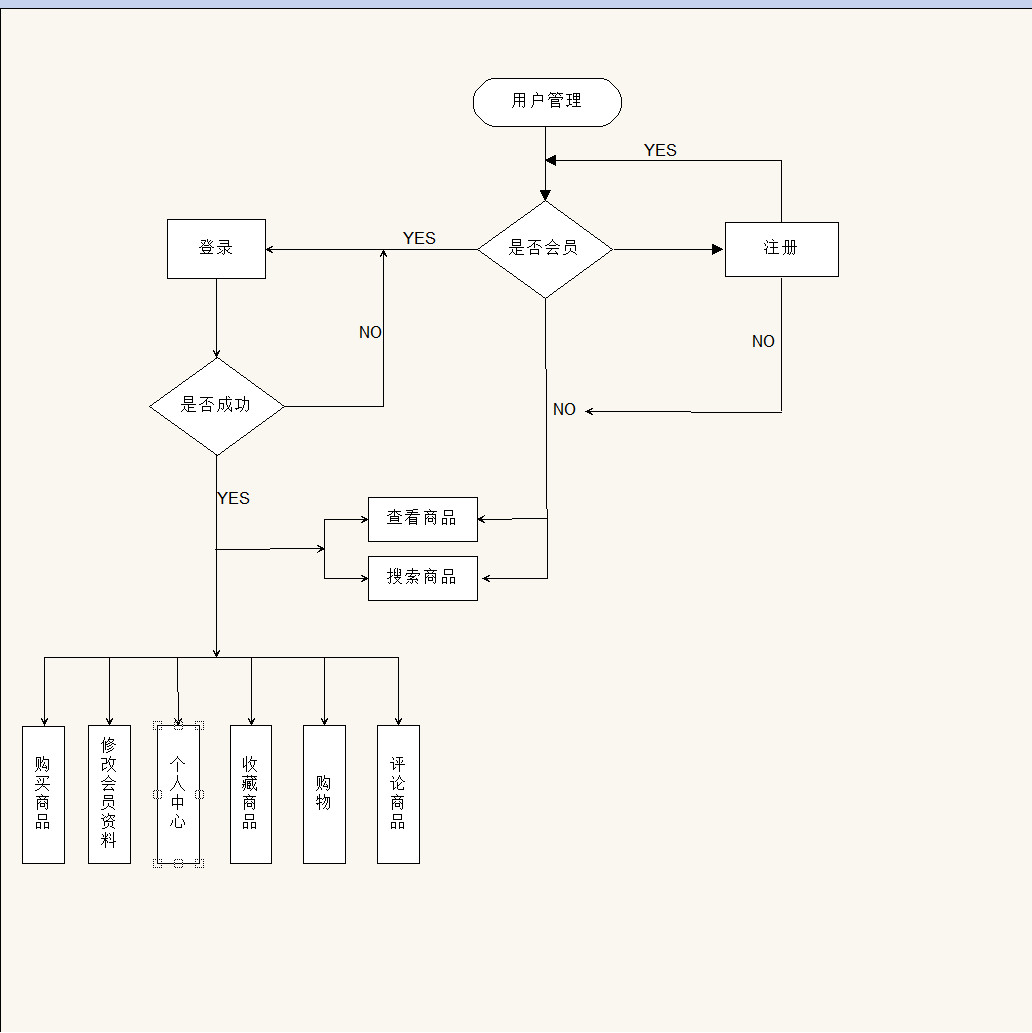 用户管理
YES
YES
登录
是否会员
注册
NO
NO
是否成功
NO
YES
查看商品
搜索商品
购买商品
修改会员资料
个人中心
收藏商品
购物
评论商品